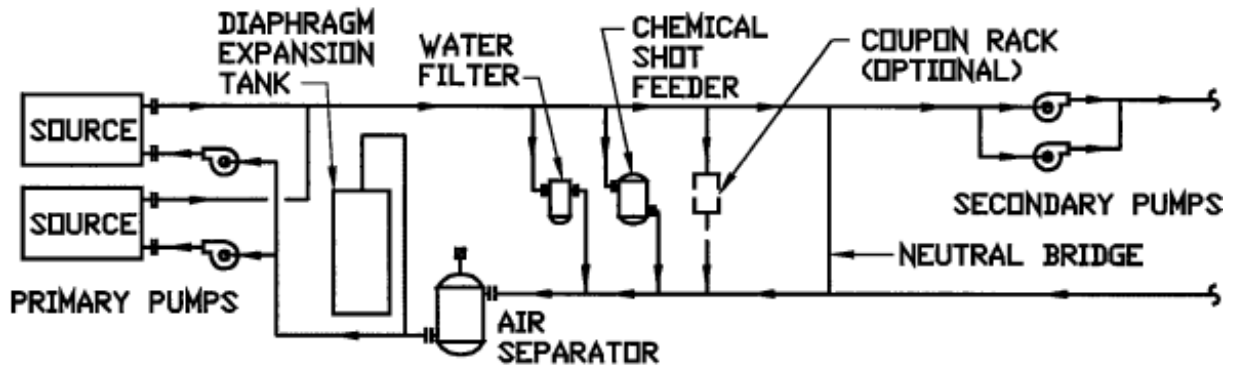 DIAPHRAGM
EXPANSION
TANK
WATER
FILTER
CHEMICAL
SHOT
FEEDER
COUPON RACK
(OPTIONAL)
SOURCE
SOURCE
SECONDARY PUMPS
NEUTRAL BRIDGE
PRIMARY PUMPS
AIR
SEPARATOR